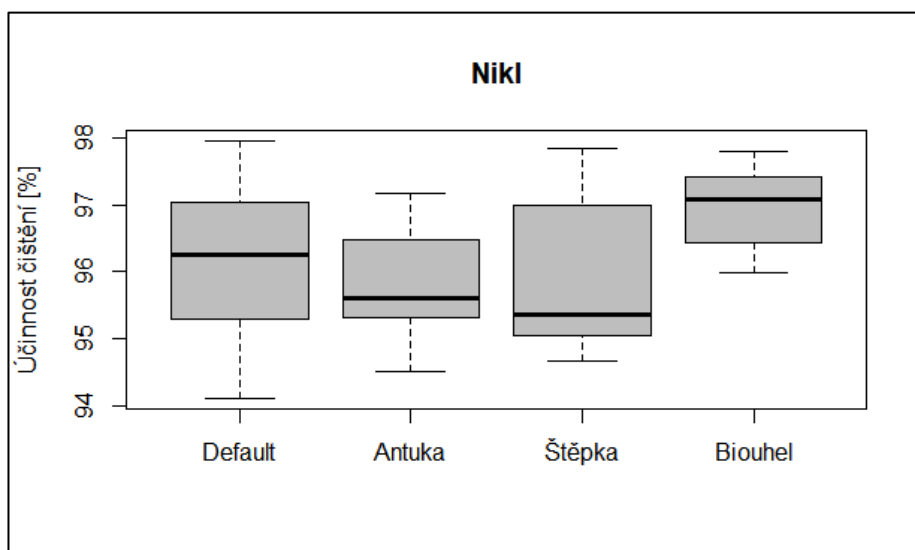 Nikl
Účinnost čištění [%]
98
97
96
95
94
Default Antuka Štěpka Biouhel